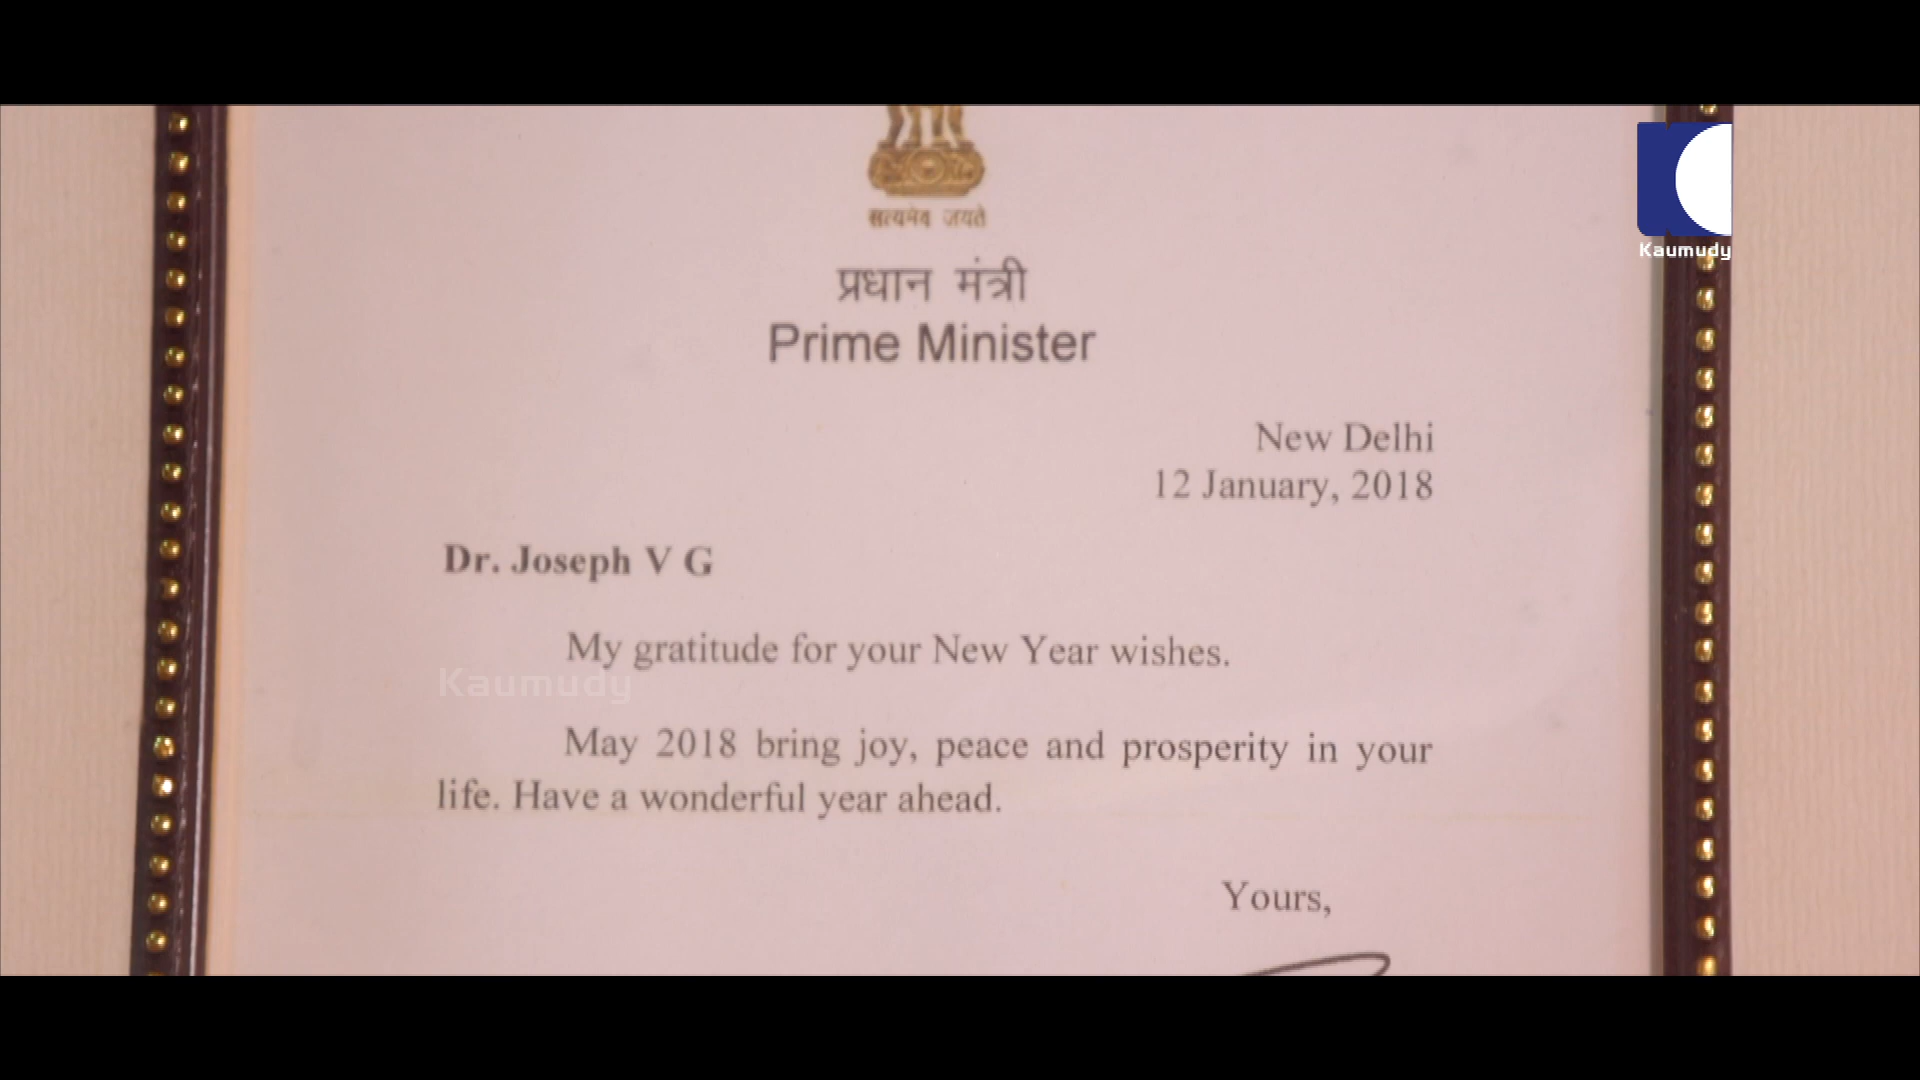 सत्यमेव जयते
प्रधान मंत्री
Prime Minister
New Delhi
12 January, 2018
Dr. Joseph V G
My gratitude for your New Year wishes.
May 2018 bring joy, peace and prosperity in your
life. Have a wonderful year ahead.
Yours,
Kaumudy
Kaumudy